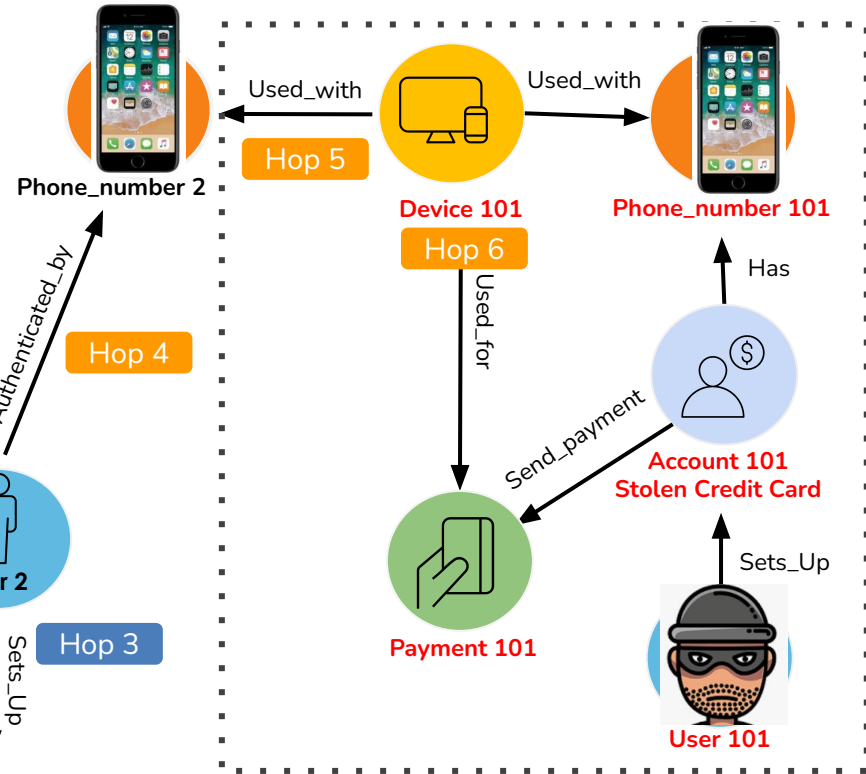 Used_with
Used_with
Hop 5
Phone_number 2
Device 101
Phone_number 101
Hop 6
Authenticated_by
Used_for
Has
Hop 4
Send_payment
Account 101
Stolen Credit Card
r 2
Sets_Up
Hop 3
Sets_Up
Payment 101
User 101